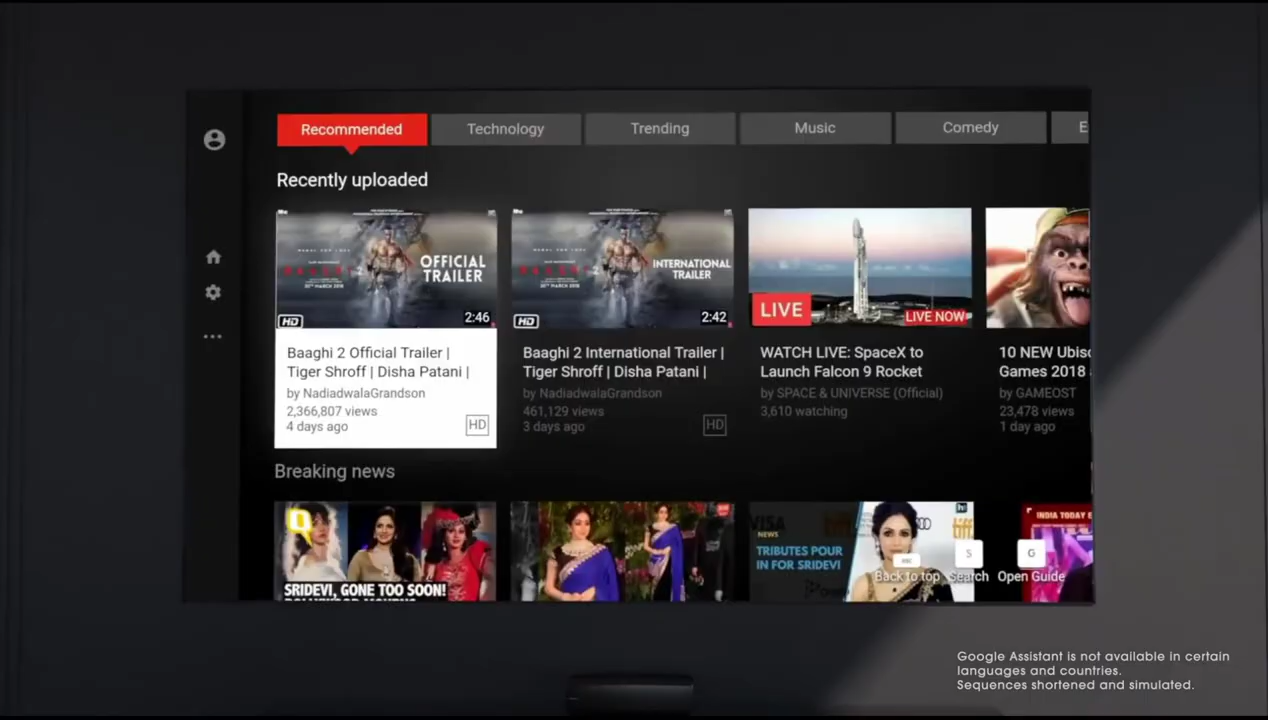 Recommended
Technology
Trending
Music
Comedy
E
Recently uploaded
OFFICIAL
TRAILER
HD
2:46
INTERNATIONAL
TRAILER
HD
2:42
LIVE
LIVE NOW
Baaghi 2 Official Trailer |
Tiger Shroff | Disha Patani |
by NadiadwalaGrandson
2,366,807 views
4 days ago
HD
Baaghi 2 International Trailer |
Tiger Shroff | Disha Patani |
by NadiadwalaGrandson
461,129 views
3 days ago
HD
WATCH LIVE: SpaceX to
Launch Falcon 9 Rocket
by SPACE & UNIVERSE (Official)
3,610 watching
10 NEW Ubiso
Games 2018
by GAMEOST
23,478 views
1 day ago
Breaking news
SRIDEVI, GONE TOO SOON!
VISA
NEWS
TRIBUTES POUR
IN FOR SRIDEVI
tiff
INDIA TODAY E
S
G
Back to top
Search
Open Guide
Google Assistant is not available in certain
languages and countries.
Sequences shortened and simulated.